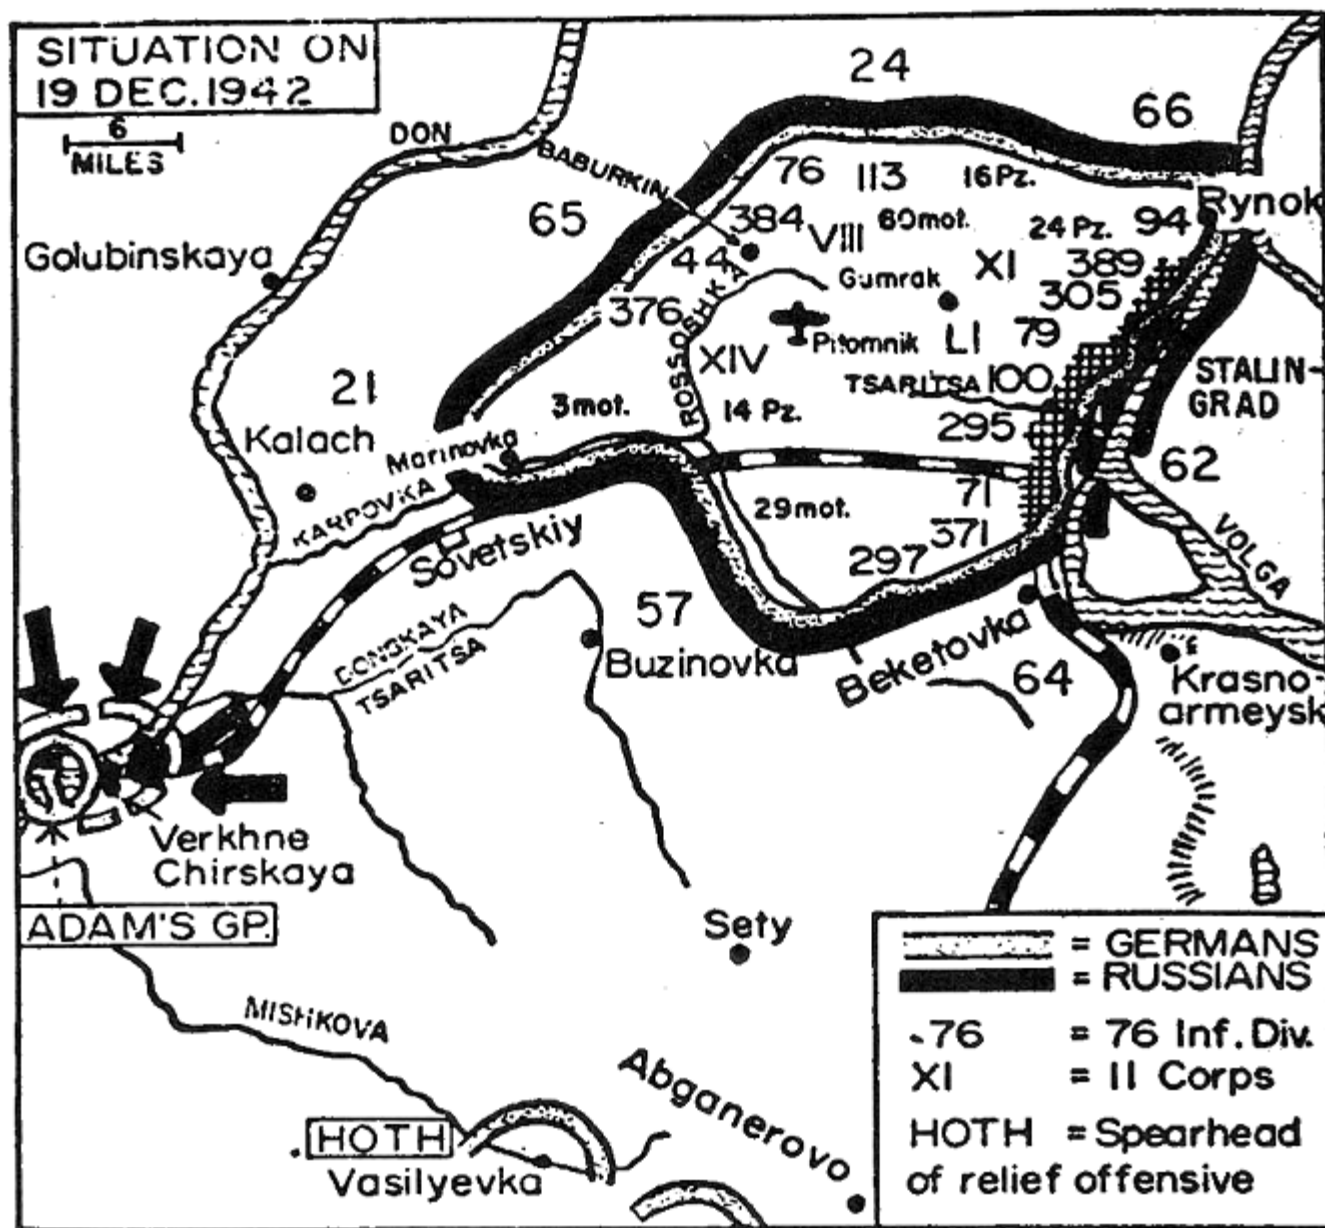 SITUATION ON
19 DEC. 1942
6
MILES
DON
BABURKIN
24
66
65
76
113
16 Pz.
Rynok
384
VIII
60mot.
24 Pz.
94
Golubinskaya
44
Gumrak
XI
389
305
376
ROSSOSHKA
XIV
Pitomnik
LI
79
STALIN-
GRAD
TSARITSA
100
21
3mot.
14 Pz.
295
Kalach
Marinovka
62
KARPOVKA
29mot.
71
371
VOLGA
Sovetskiy
297
57
DONSKAYA
TSARITSA
Buzinovka
Beketovka
64
Krasno-
armeysk
Verkhne
Chirskaya
ADAM'S GP.
Sety
MISHKOVA
Abganerovo
HOTH
Vasilyevka
= GERMANS
= RUSSIANS
76 = 76 Inf. Div.
XI = 11 Corps
HOTH = Spearhead
of relief offensive